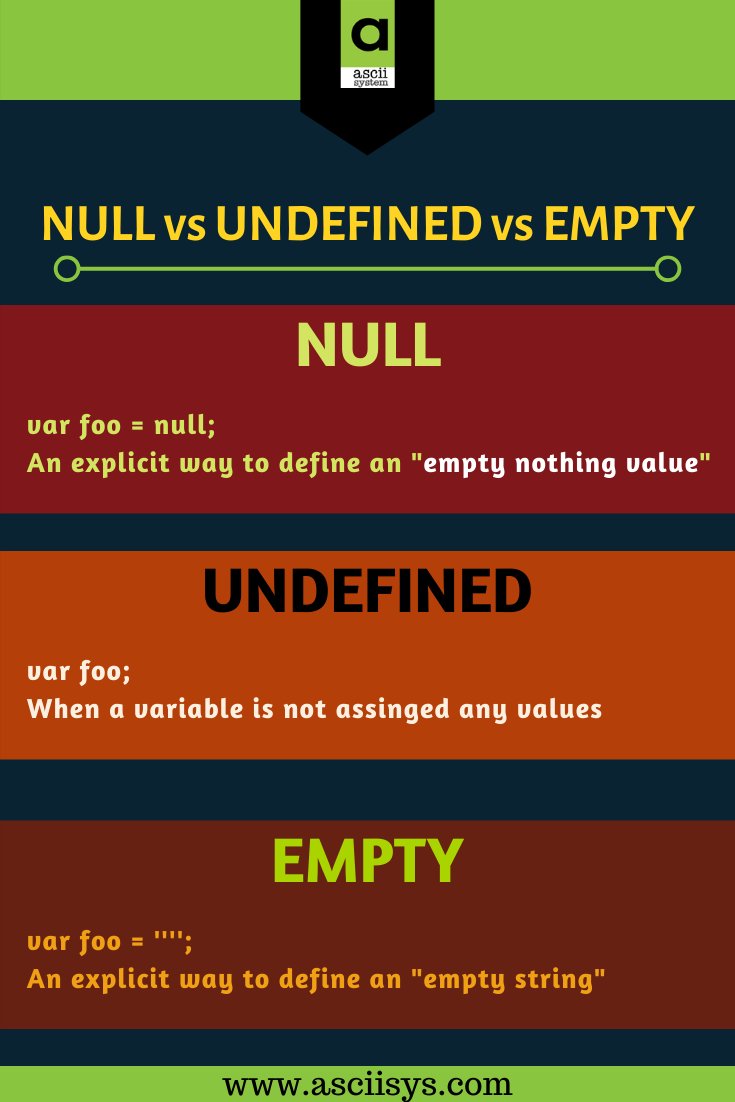 a
ascii
system
NULL vs UNDEFINED vs EMPTY
NULL
var foo = null;
An explicit way to define an "empty nothing value"
UNDEFINED
var foo;
When a variable is not assinged any values
EMPTY
var foo = '''';
An explicit way to define an "empty string"
www.asciisys.com